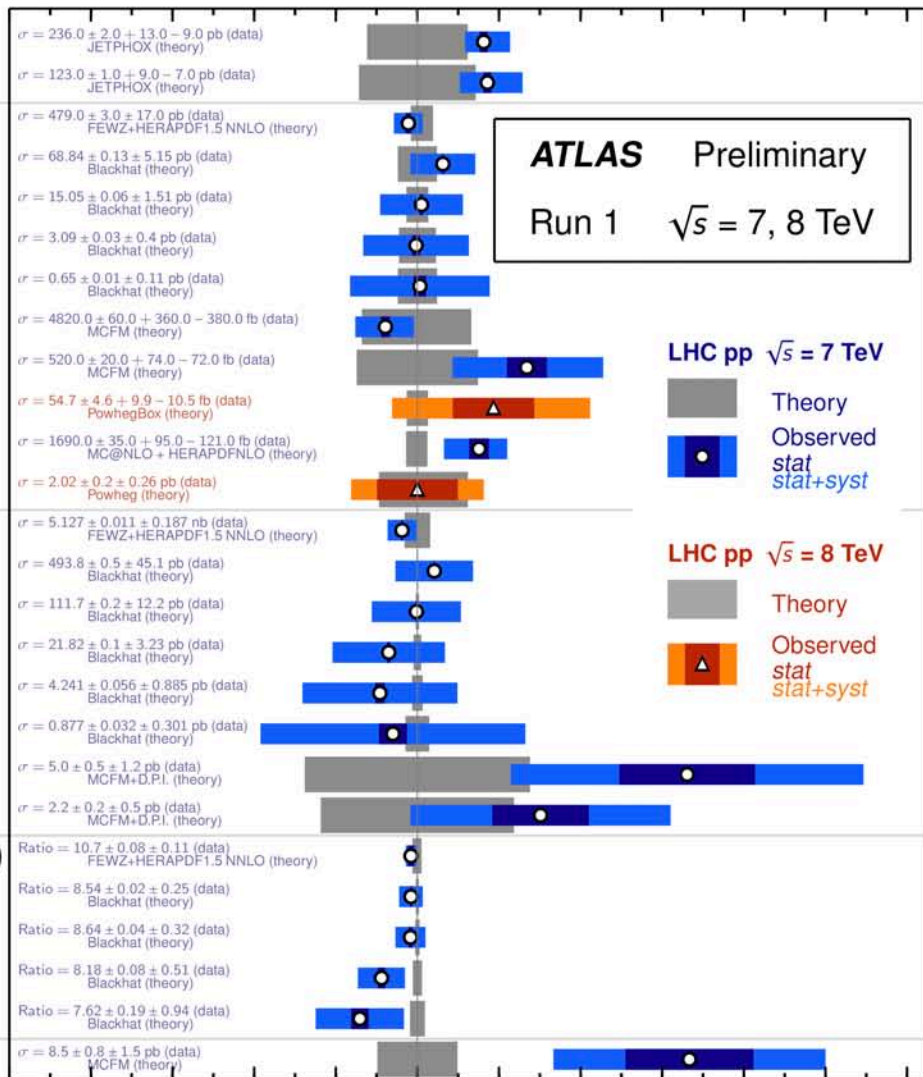 σ = 236.0 ± 2.0 + 13.0 − 9.0 pb (data)
JETPHOX (theory)
σ = 123.0 ± 1.0 + 9.0 − 7.0 pb (data)
JETPHOX (theory)
σ = 479.0 ± 3.0 ± 17.0 pb (data)
FEWZ+HERAPDF1.5 NNLO (theory)
σ = 68.84 ± 0.13 ± 5.15 pb (data)
Blackhat (theory)
σ = 15.05 ± 0.06 ± 1.51 pb (data)
Blackhat (theory)
σ = 3.09 ± 0.03 ± 0.4 pb (data)
Blackhat (theory)
σ = 0.65 ± 0.01 ± 0.11 pb (data)
Blackhat (theory)
σ = 4820.0 ± 60.0 + 360.0 − 380.0 fb (data)
MCFM (theory)
σ = 520.0 ± 20.0 + 74.0 − 72.0 fb (data)
MCFM (theory)
σ = 54.7 ± 4.6 + 9.9 − 10.5 fb (data)
PowhegBox (theory)
σ = 1690.0 ± 35.0 + 95.0 − 121.0 fb (data)
MC@NLO + HERAPDFNLO (theory)
σ = 2.02 ± 0.2 ± 0.26 pb (data)
Powheg (theory)
σ = 5.127 ± 0.011 ± 0.187 nb (data)
FEWZ+HERAPDF1.5 NNLO (theory)
σ = 493.8 ± 0.5 ± 45.1 pb (data)
Blackhat (theory)
σ = 111.7 ± 0.2 ± 12.2 pb (data)
Blackhat (theory)
σ = 21.82 ± 0.1 ± 3.23 pb (data)
Blackhat (theory)
σ = 4.241 ± 0.056 ± 0.885 pb (data)
Blackhat (theory)
σ = 0.877 ± 0.032 ± 0.301 pb (data)
Blackhat (theory)
σ = 5.0 ± 0.5 ± 1.2 pb (data)
MCFM+D.P.I. (theory)
σ = 2.2 ± 0.2 ± 0.5 pb (data)
MCFM+D.P.I. (theory)
)
Ratio = 10.7 ± 0.08 ± 0.11 (data)
FEWZ+HERAPDF1.5 NNLO (theory)
Ratio = 8.54 ± 0.02 ± 0.25 (data)
Blackhat (theory)
Ratio = 8.64 ± 0.04 ± 0.32 (data)
Blackhat (theory)
Ratio = 8.18 ± 0.08 ± 0.51 (data)
Blackhat (theory)
Ratio = 7.62 ± 0.19 ± 0.94 (data)
Blackhat (theory)
σ = 8.5 ± 0.8 ± 1.5 pb (data)
MCFM (theory)
ATLAS Preliminary
Run 1 √s = 7, 8 TeV
LHC pp √s = 7 TeV
Theory
Observed
stat
stat+syst
LHC pp √s = 8 TeV
Theory
Observed
stat
stat+syst